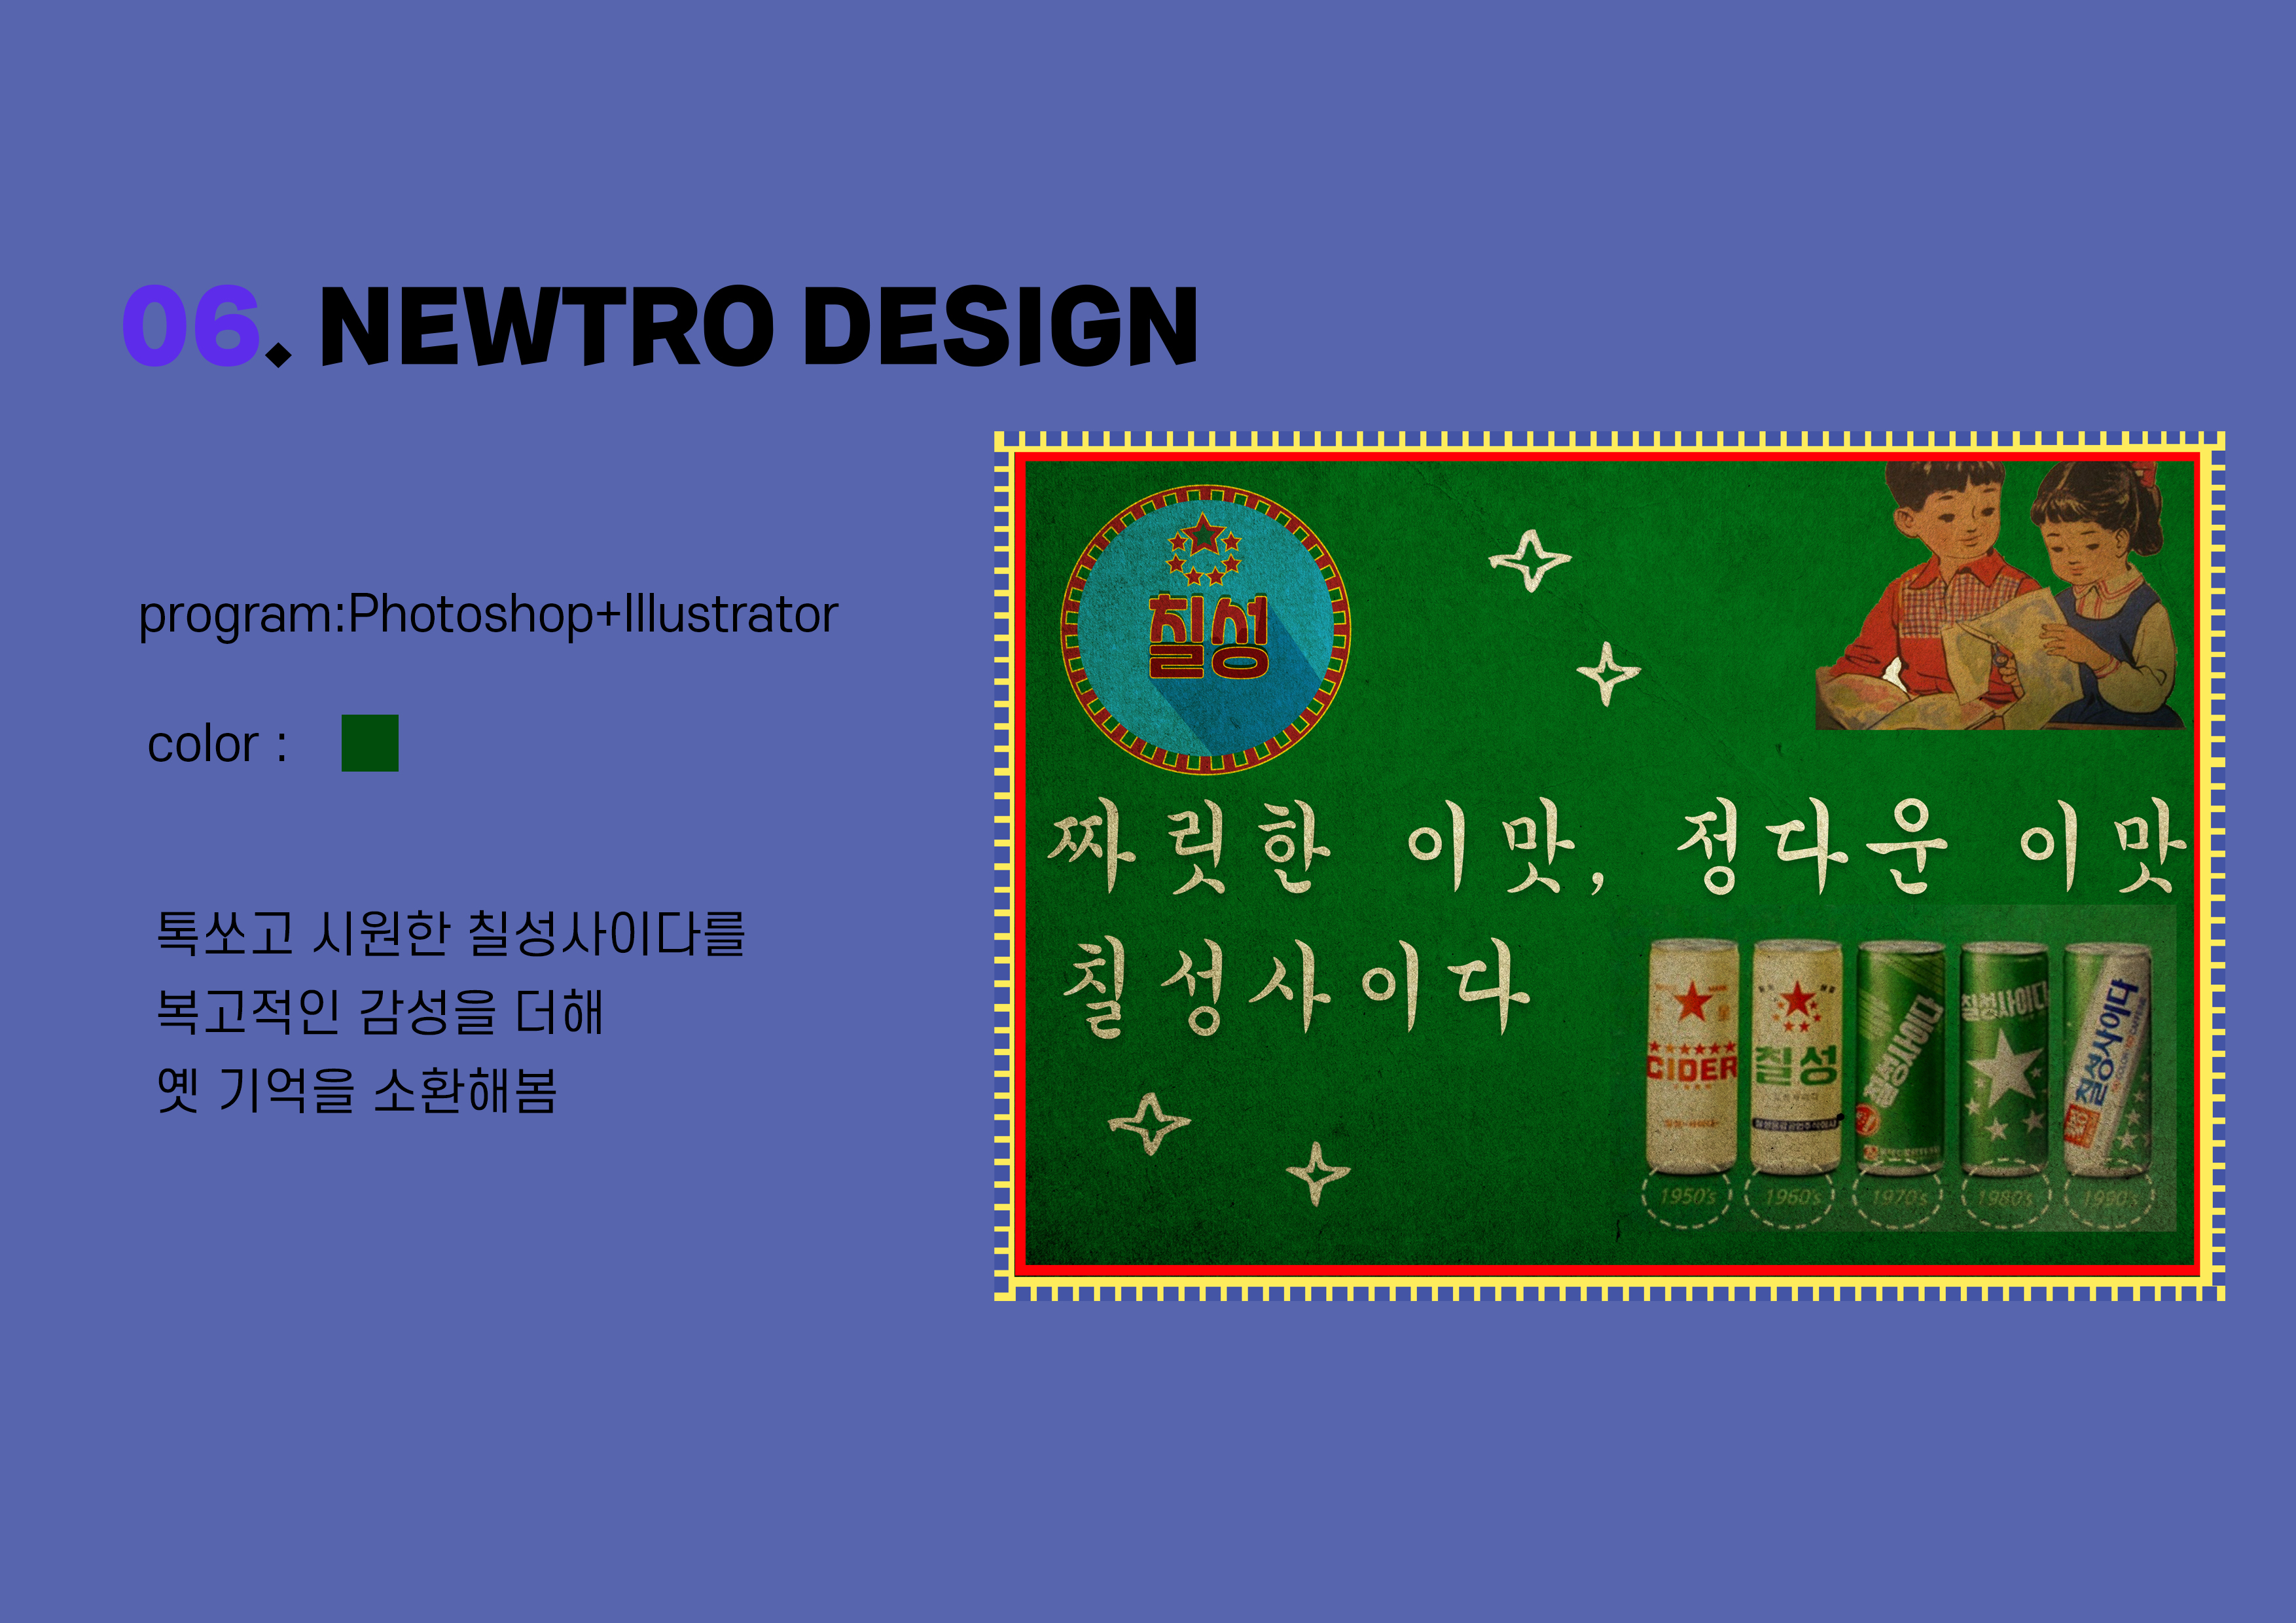 06. NEWTRO DESIGN
program:Photoshop+Illustrator
color :
톡쏘고 시원한 칠성사이다를
복고적인 감성을 더해
옛 기억을 소환해봄
칠성
짜릿한 이맛, 정다운 이맛
칠성사이다
CIDER
칠성
칠성사이다
칠성사이다
칠성사이다
1950's 1960's 1970's 1980's 1990's